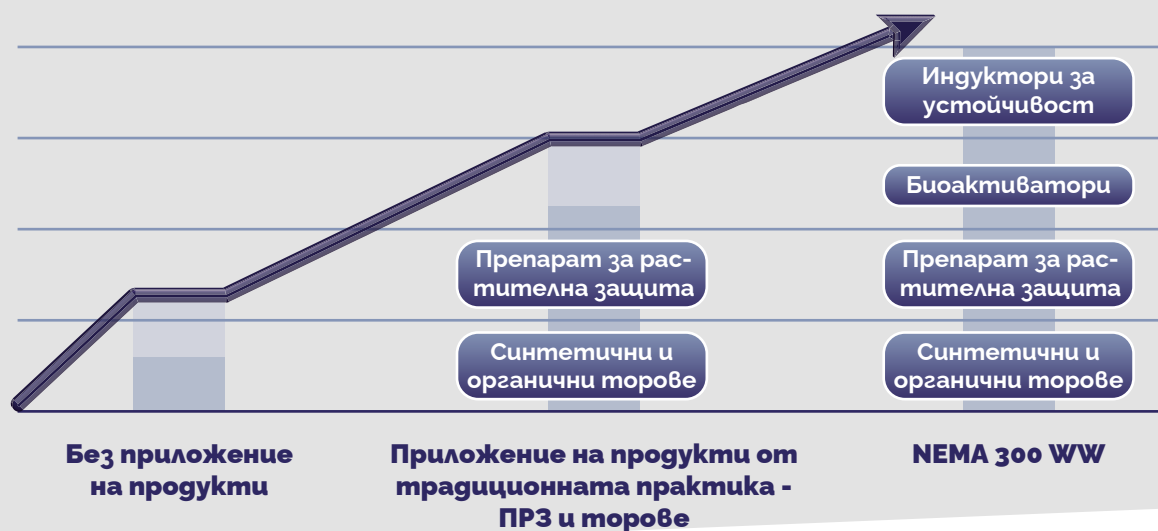 Индуктори за
устойчивост
Биоактиватори
Препарат за рас-
тителна защита
Препарат за рас-
тителна защита
Синтетични и
органични торове
Синтетични и
органични торове
Без приложение
на продукти
Приложение на продукти от
традиционната практика -
ПРЗ и торове
NEMA 300 WW